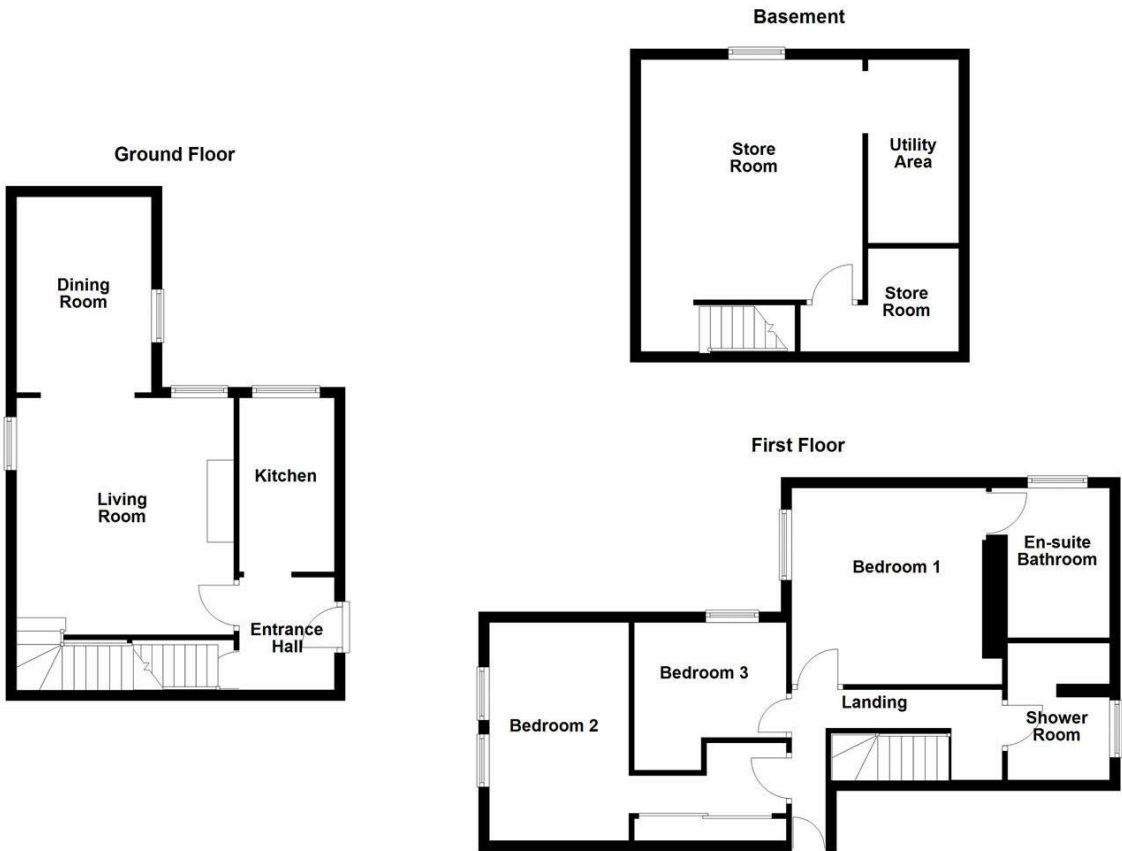 Basement
Store
Room
Utility
Area
Store
Room
Ground Floor
Dining
Room
Living
Room
Kitchen
Entrance
Hall
First Floor
Bedroom 1
En-suite
Bathroom
Bedroom 3
Bedroom 2
Landing
Shower
Room